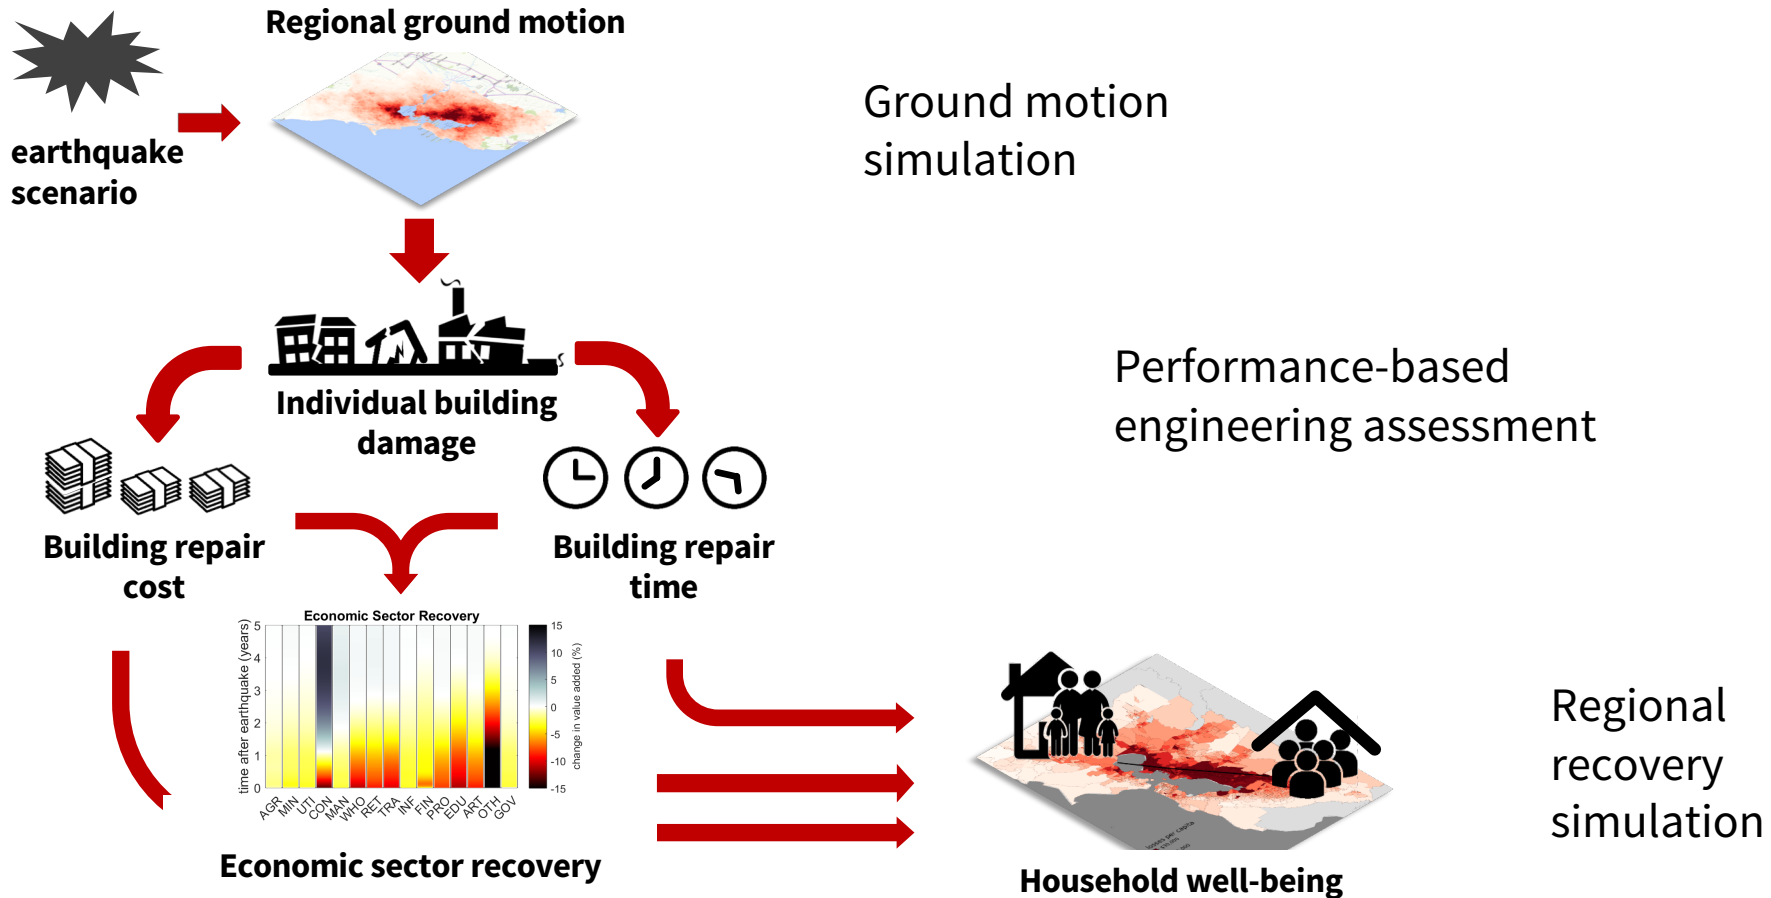 Regional ground motion
earthquake
scenario
Ground motion
simulation
Individual building
damage
Performance-based
engineering assessment
Building repair
cost
Building repair
time
Economic Sector Recovery
time after earthquake (years)
5
4
3
2
1
0
AGR
MIN
UTI
CON
MAN
WHO
RET
TRA
INF
FIN
PRO
EDU
ART
OTH
GOV
15
10
5
0
-5
-10
-15
change in value added (%)
Economic sector recovery
losses per capita
Household well-being
Regional
recovery
simulation